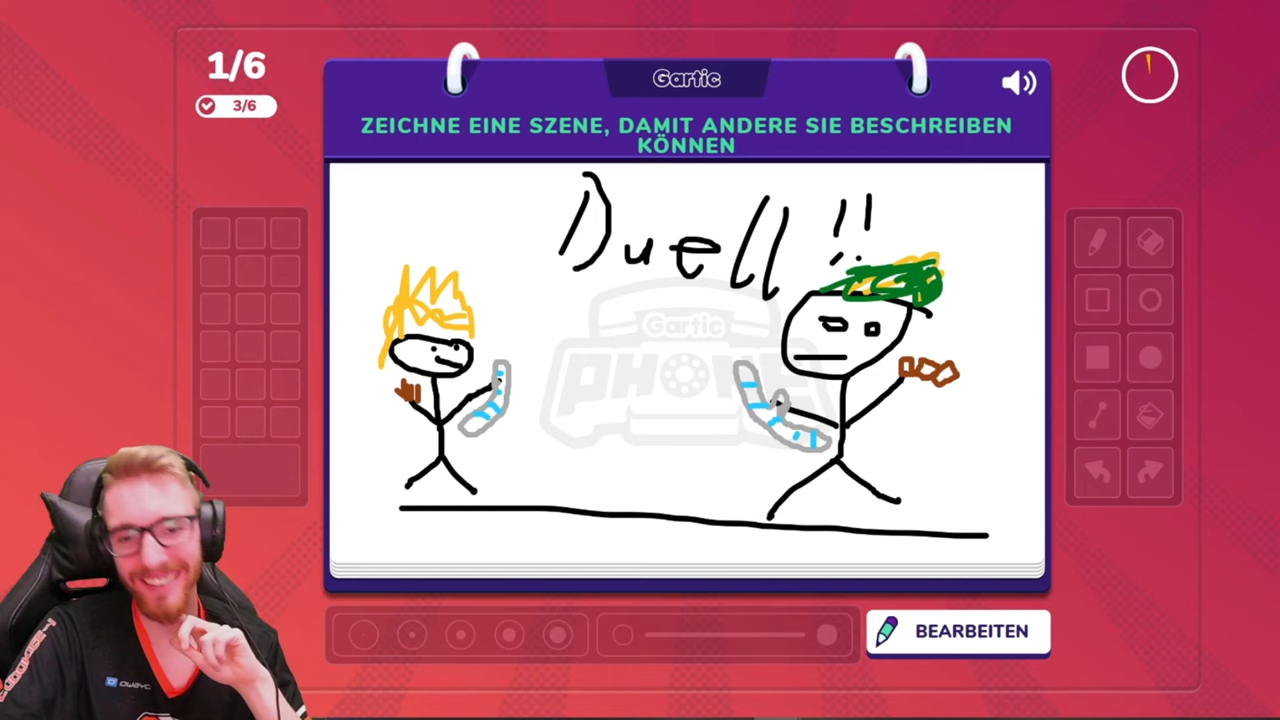 1/6
3/6
Gartic
ZEICHNE EINE SZENE, DAMIT ANDERE SIE BESCHREIBEN
KÖNNEN
Duell!!
Gartic
PHONE
BEARBEITEN